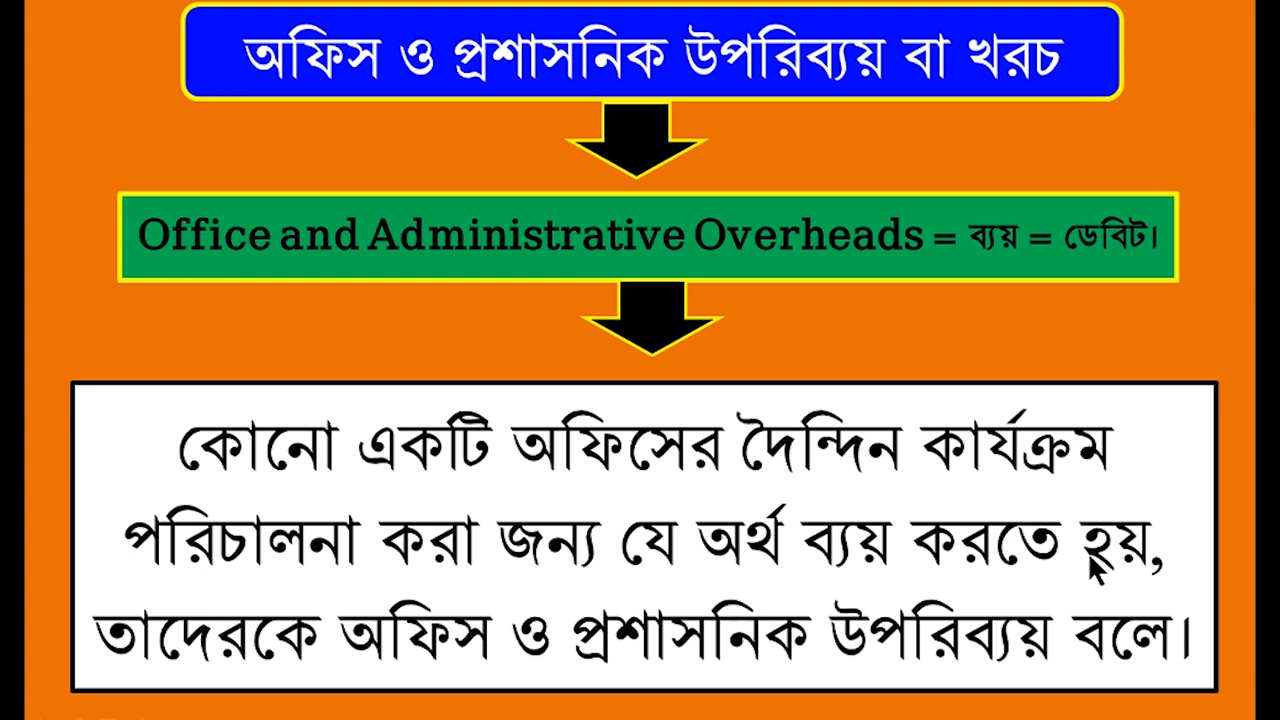 অফিস ও প্রশাসনিক উপরিব্যয় বা খরচ
Office and Administrative Overheads = ব্যয় = ডেবিট।
কোনো একটি অফিসের দৈন্দিন কার্যক্রম
পরিচালনা করা জন্য যে অর্থ ব্যয় করতে হয়,
তাদেরকে অফিস ও প্রশাসনিক উপরিব্যয় বলে।